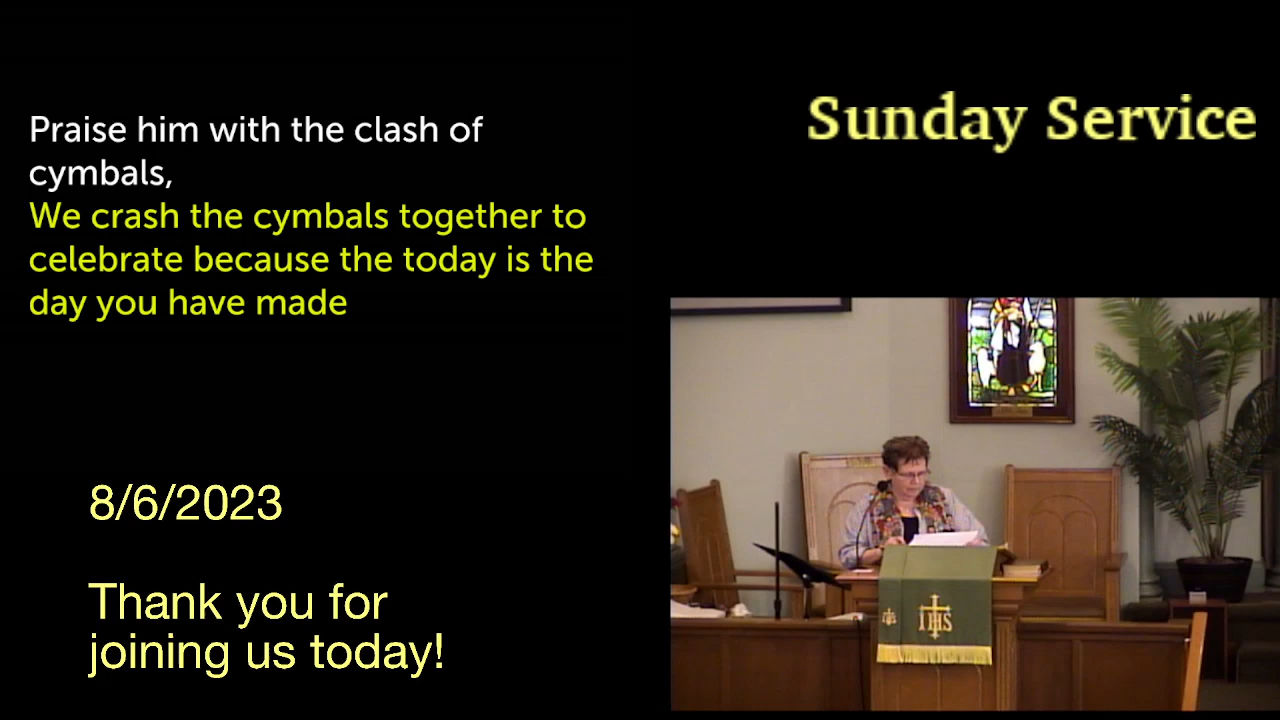 Praise him with the clash of
cymbals,
We crash the cymbals together to
celebrate because the today is the
day you have made
Sunday Service
8/6/2023
Thank you for
joining us today!
IHS